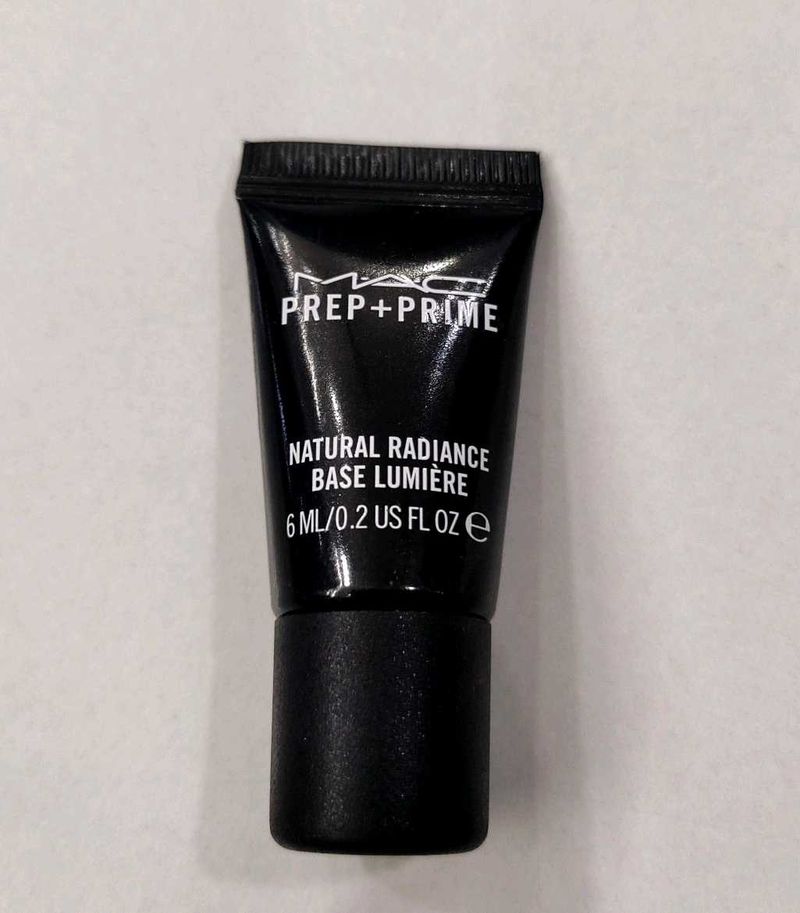 MAC
PREP+PRIME
NATURAL RADIANCE
BASE LUMIÈRE
6 ML/0.2 US FL OZ ℮